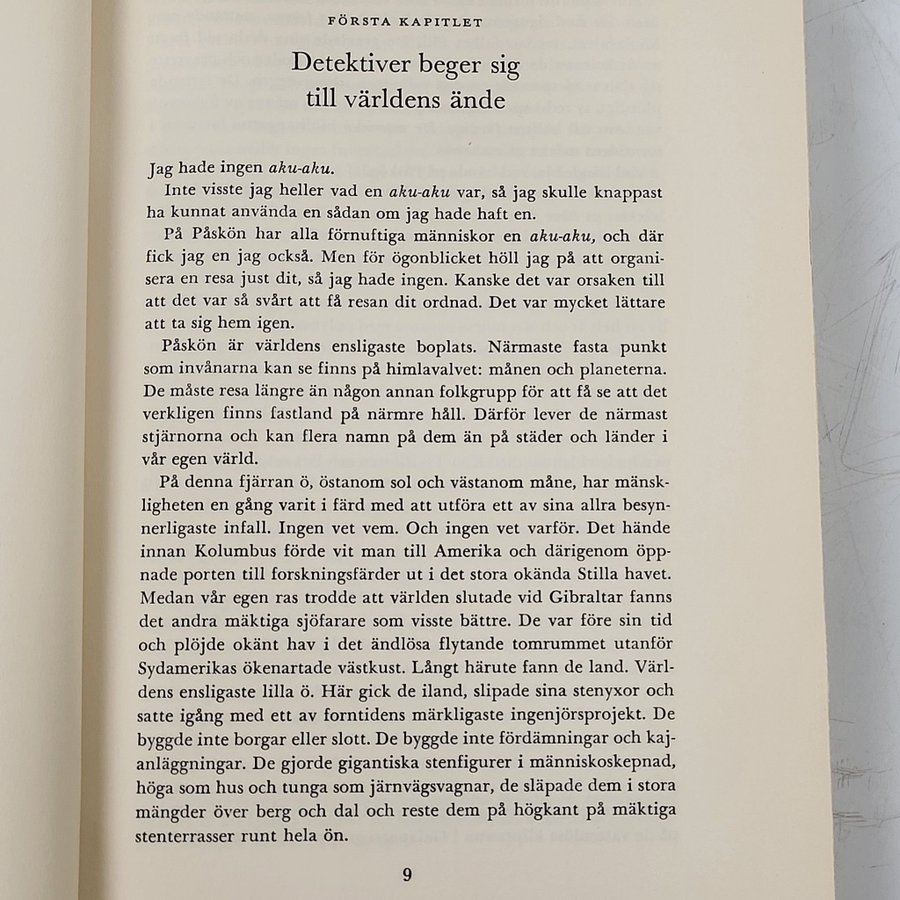 FÖRSTA KAPITLET
Detektiver beger sig
till världens ände
Jag hade ingen aku-aku.
Inte visste jag heller vad en aku-aku var, så jag skulle knappast
ha kunnat använda en sådan om jag hade haft en.
På Påskön har alla förnuftiga människor en aku-aku, och där
fick jag en jag också. Men för ögonblicket höll jag på att organi-
sera en resa just dit, så jag hade ingen. Kanske det var orsaken till
att det var så svårt att få resan dit ordnad. Det var mycket lättare
att ta sig hem igen.
Påskön är världens ensligaste boplats. Närmaste fasta punkt
som invånarna kan se finns på himlavalvet: månen och planeterna.
De måste resa längre än någon annan folkgrupp för att få se att det
verkligen finns fastland på närmre håll. Därför lever de närmast
stjärnorna och kan flera namn på dem än på städer och länder i
vår egen värld.
På denna fjärran ö, östanom sol och västanom måne, har mänsk-
ligheten en gång varit i färd med att utföra ett av sina allra besyn-
nerligaste infall. Ingen vet vem. Och ingen vet varför. Det hände
innan Kolumbus förde vit man till Amerika och därigenom öpp-
nade porten till forskningsfärder ut i det stora okända Stilla havet.
Medan vår egen ras trodde att världen slutade vid Gibraltar fanns
det andra mäktiga sjöfarare som visste bättre. De var före sin tid
och plöjde okänt hav i det ändlösa flytande tomrummet utanför
Sydamerikas ökenartade västkust. Långt härute fann de land. Värl-
dens ensligaste lilla ö. Här gick de iland, slipade sina stenyxor och
satte igång med ett av forntidens märkligaste ingenjörsprojekt. De
byggde inte borgar eller slott. De byggde inte fördämningar och kaj-
anläggningar. De gjorde gigantiska stenfigurer i människoskepnad,
höga som hus och tunga som järnvägsvagnar, de släpade dem i stora
mängder över berg och dal och reste dem på högkant på mäktiga
stenterrasser runt hela ön.
9